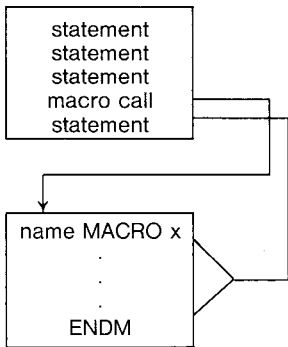 statement
statement
statement
macro call
statement
name MACRO x
.
.
.
ENDM